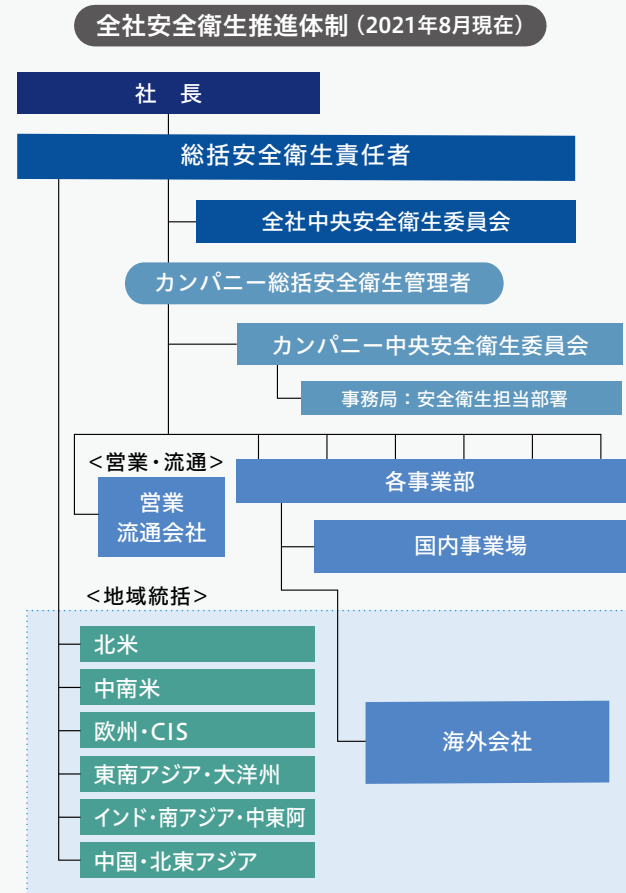 全社安全衛生推進体制（2021年8月現在）
社　長
総括安全衛生責任者
全社中央安全衛生委員会
カンパニー総括安全衛生管理者
カンパニー中央安全衛生委員会
事務局：安全衛生担当部署
＜営業・流通＞
営業
流通会社
各事業部
国内事業場
＜地域統括＞
北米
中南米
欧州・CIS
東南アジア・大洋州
インド・南アジア・中東阿
中国・北東アジア
海外会社